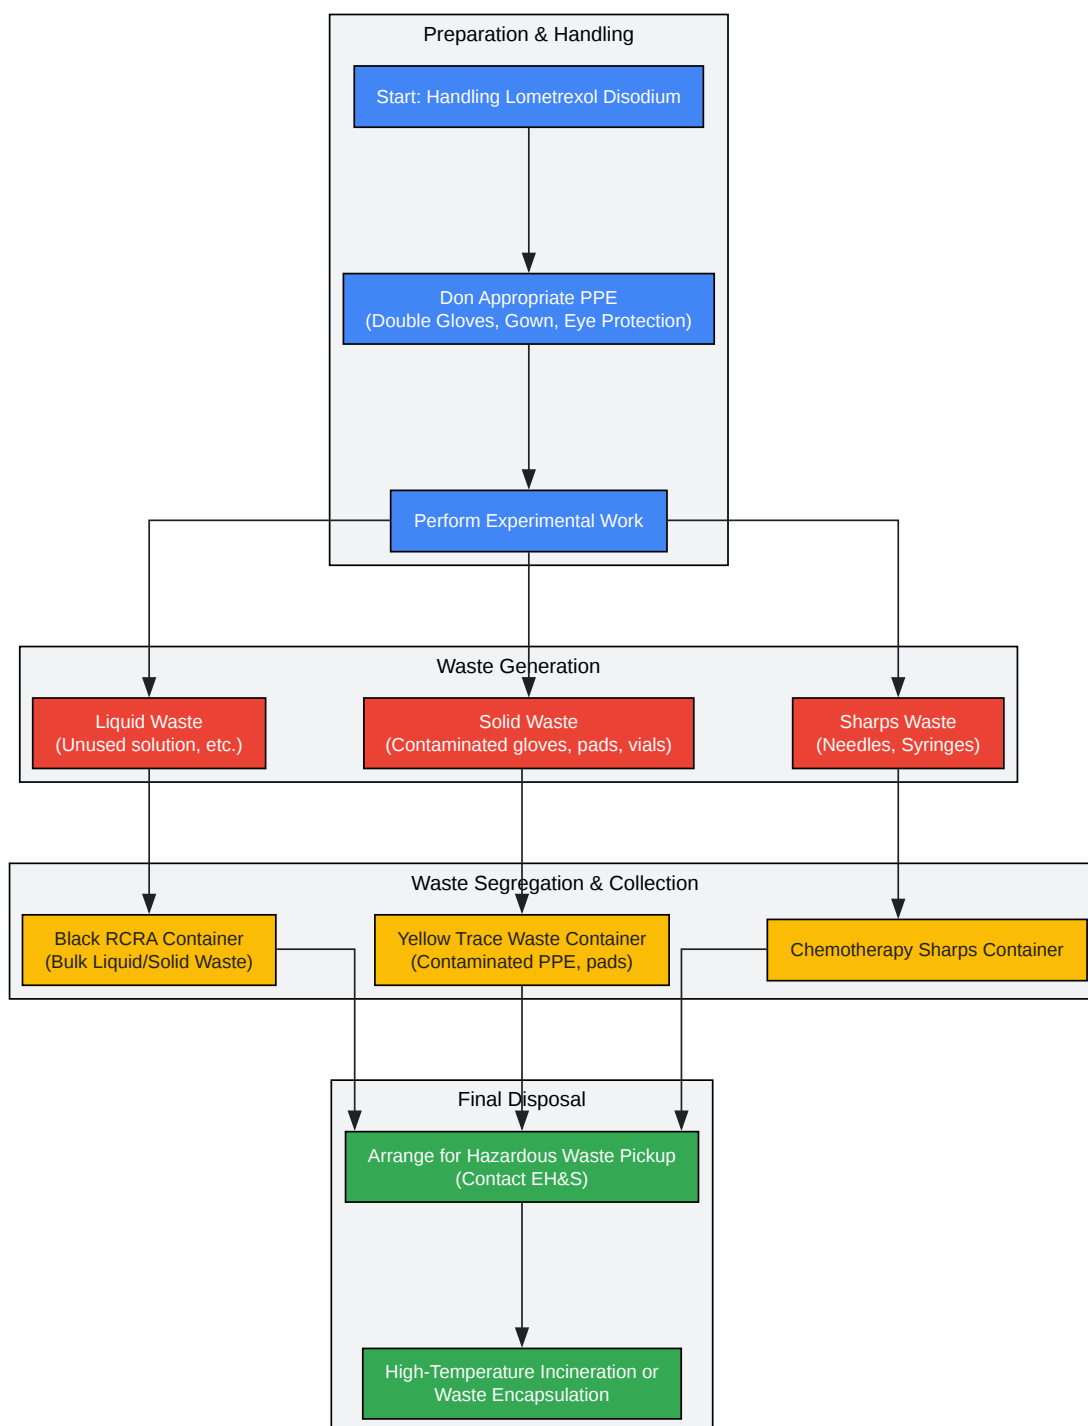 Preparation & Handling
Start: Handling Lometrexol Disodium
Don Appropriate PPE
(Double Gloves, Gown, Eye Protection)
Perform Experimental Work
Waste Generation
Liquid Waste
(Unused solution, etc.)
Solid Waste
(Contaminated gloves, pads, vials)
Sharps Waste
(Needles, Syringes)
Waste Segregation & Collection
Black RCRA Container
(Bulk Liquid/Solid Waste)
Yellow Trace Waste Container
(Contaminated PPE, pads)
Chemotherapy Sharps Container
Final Disposal
Arrange for Hazardous Waste Pickup
(Contact EH&S)
High-Temperature Incineration or
Waste Encapsulation